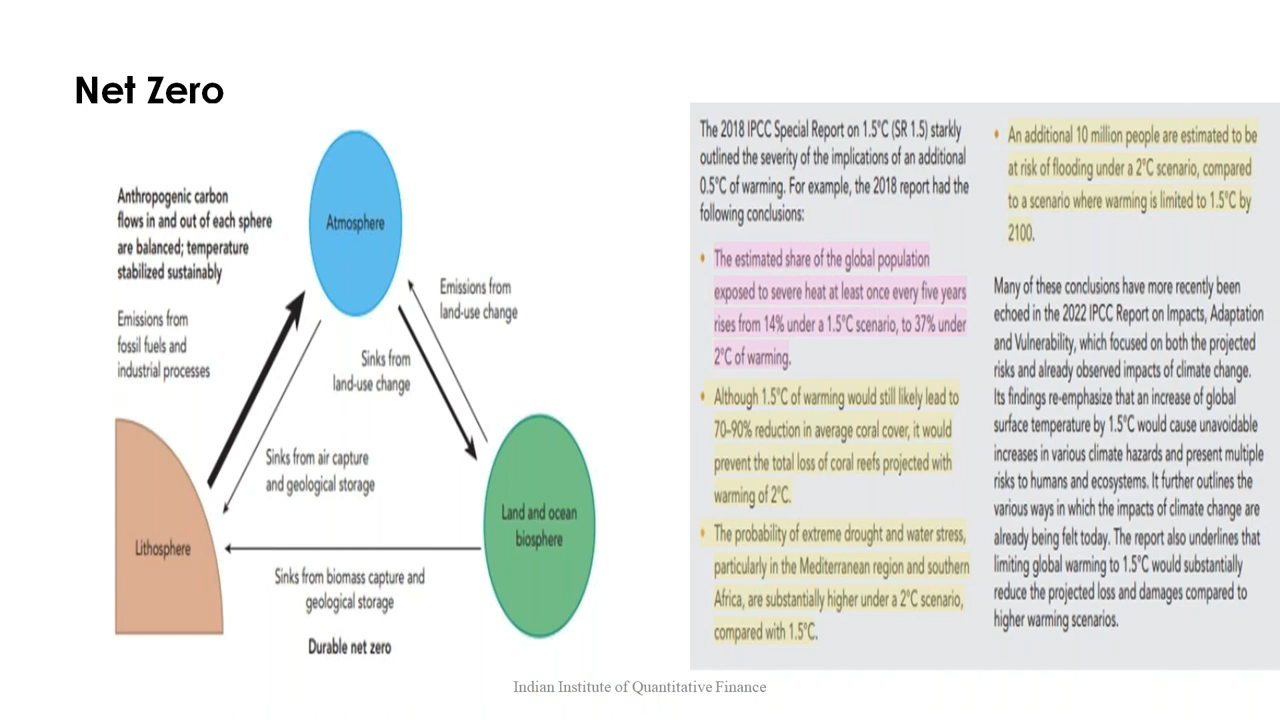 Net Zero
Anthropogenic carbon
flows in and out of each sphere
are balanced; temperature
stabilized sustainably
Emissions from
fossil fuels and
industrial processes
Atmosphere
Emissions from
land-use change
Sinks from
land-use change
Sinks from air capture
and geological storage
Lithosphere
Land and ocean
biosphere
Sinks from biomass capture and
geological storage
Durable net zero
The 2018 IPCC Special Report on 1.5°C (SR 1.5) starkly
outlined the severity of the implications of an additional
0.5°C of warming. For example, the 2018 report had the
following conclusions:
• The estimated share of the global population
exposed to severe heat at least once every five years
rises from 14% under a 1.5°C scenario, to 37% under
2°C of warming.
• Although 1.5°C of warming would still likely lead to
70–90% reduction in average coral cover, it would
prevent the total loss of coral reefs projected with
warming of 2°C.
• The probability of extreme drought and water stress,
particularly in the Mediterranean region and southern
Africa, are substantially higher under a 2°C scenario,
compared with 1.5°C.
• An additional 10 million people are estimated to be
at risk of flooding under a 2°C scenario, compared
to a scenario where warming is limited to 1.5°C by
2100.
Many of these conclusions have more recently been
echoed in the 2022 IPCC Report on Impacts, Adaptation
and Vulnerability, which focused on both the projected
risks and already observed impacts of climate change.
Its findings re-emphasize that an increase of global
surface temperature by 1.5°C would cause unavoidable
increases in various climate hazards and present multiple
risks to humans and ecosystems. It further outlines the
various ways in which the impacts of climate change are
already being felt today. The report also underlines that
limiting global warming to 1.5°C would substantially
reduce the projected loss and damages compared to
higher warming scenarios.
Indian Institute of Quantitative Finance